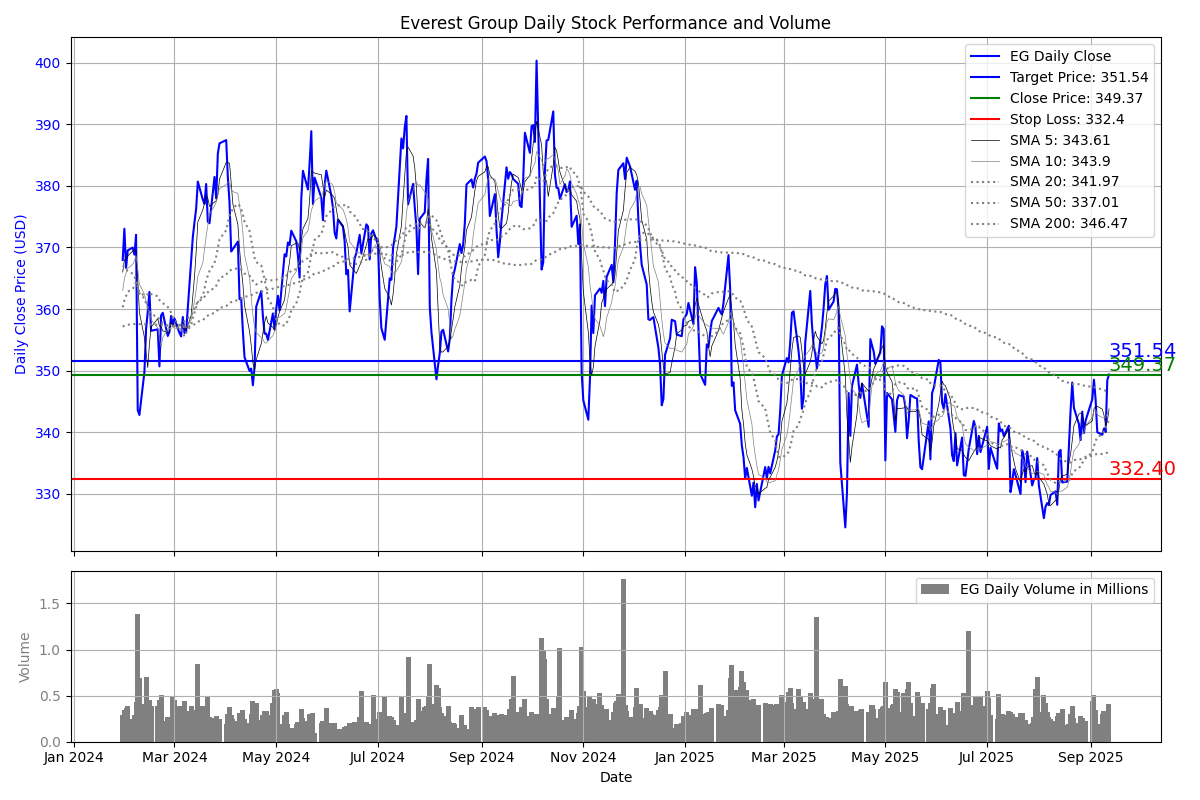 Everest Group Daily Stock Performance and Volume
Daily Close Price (USD)
400
390
380
370
360
350
340
330
EG Daily Close
Target Price: 351.54
Close Price: 349.37
Stop Loss: 332.4
SMA 5: 343.61
SMA 10: 343.9
SMA 20: 341.97
SMA 50: 337.01
SMA 200: 346.47
351.54
349.37
332.40
Volume
1.5
1.0
0.5
0.0
EG Daily Volume in Millions
Jan 2024 Mar 2024 May 2024 Jul 2024 Sep 2024 Nov 2024 Jan 2025 Mar 2025 May 2025 Jul 2025 Sep 2025
Date